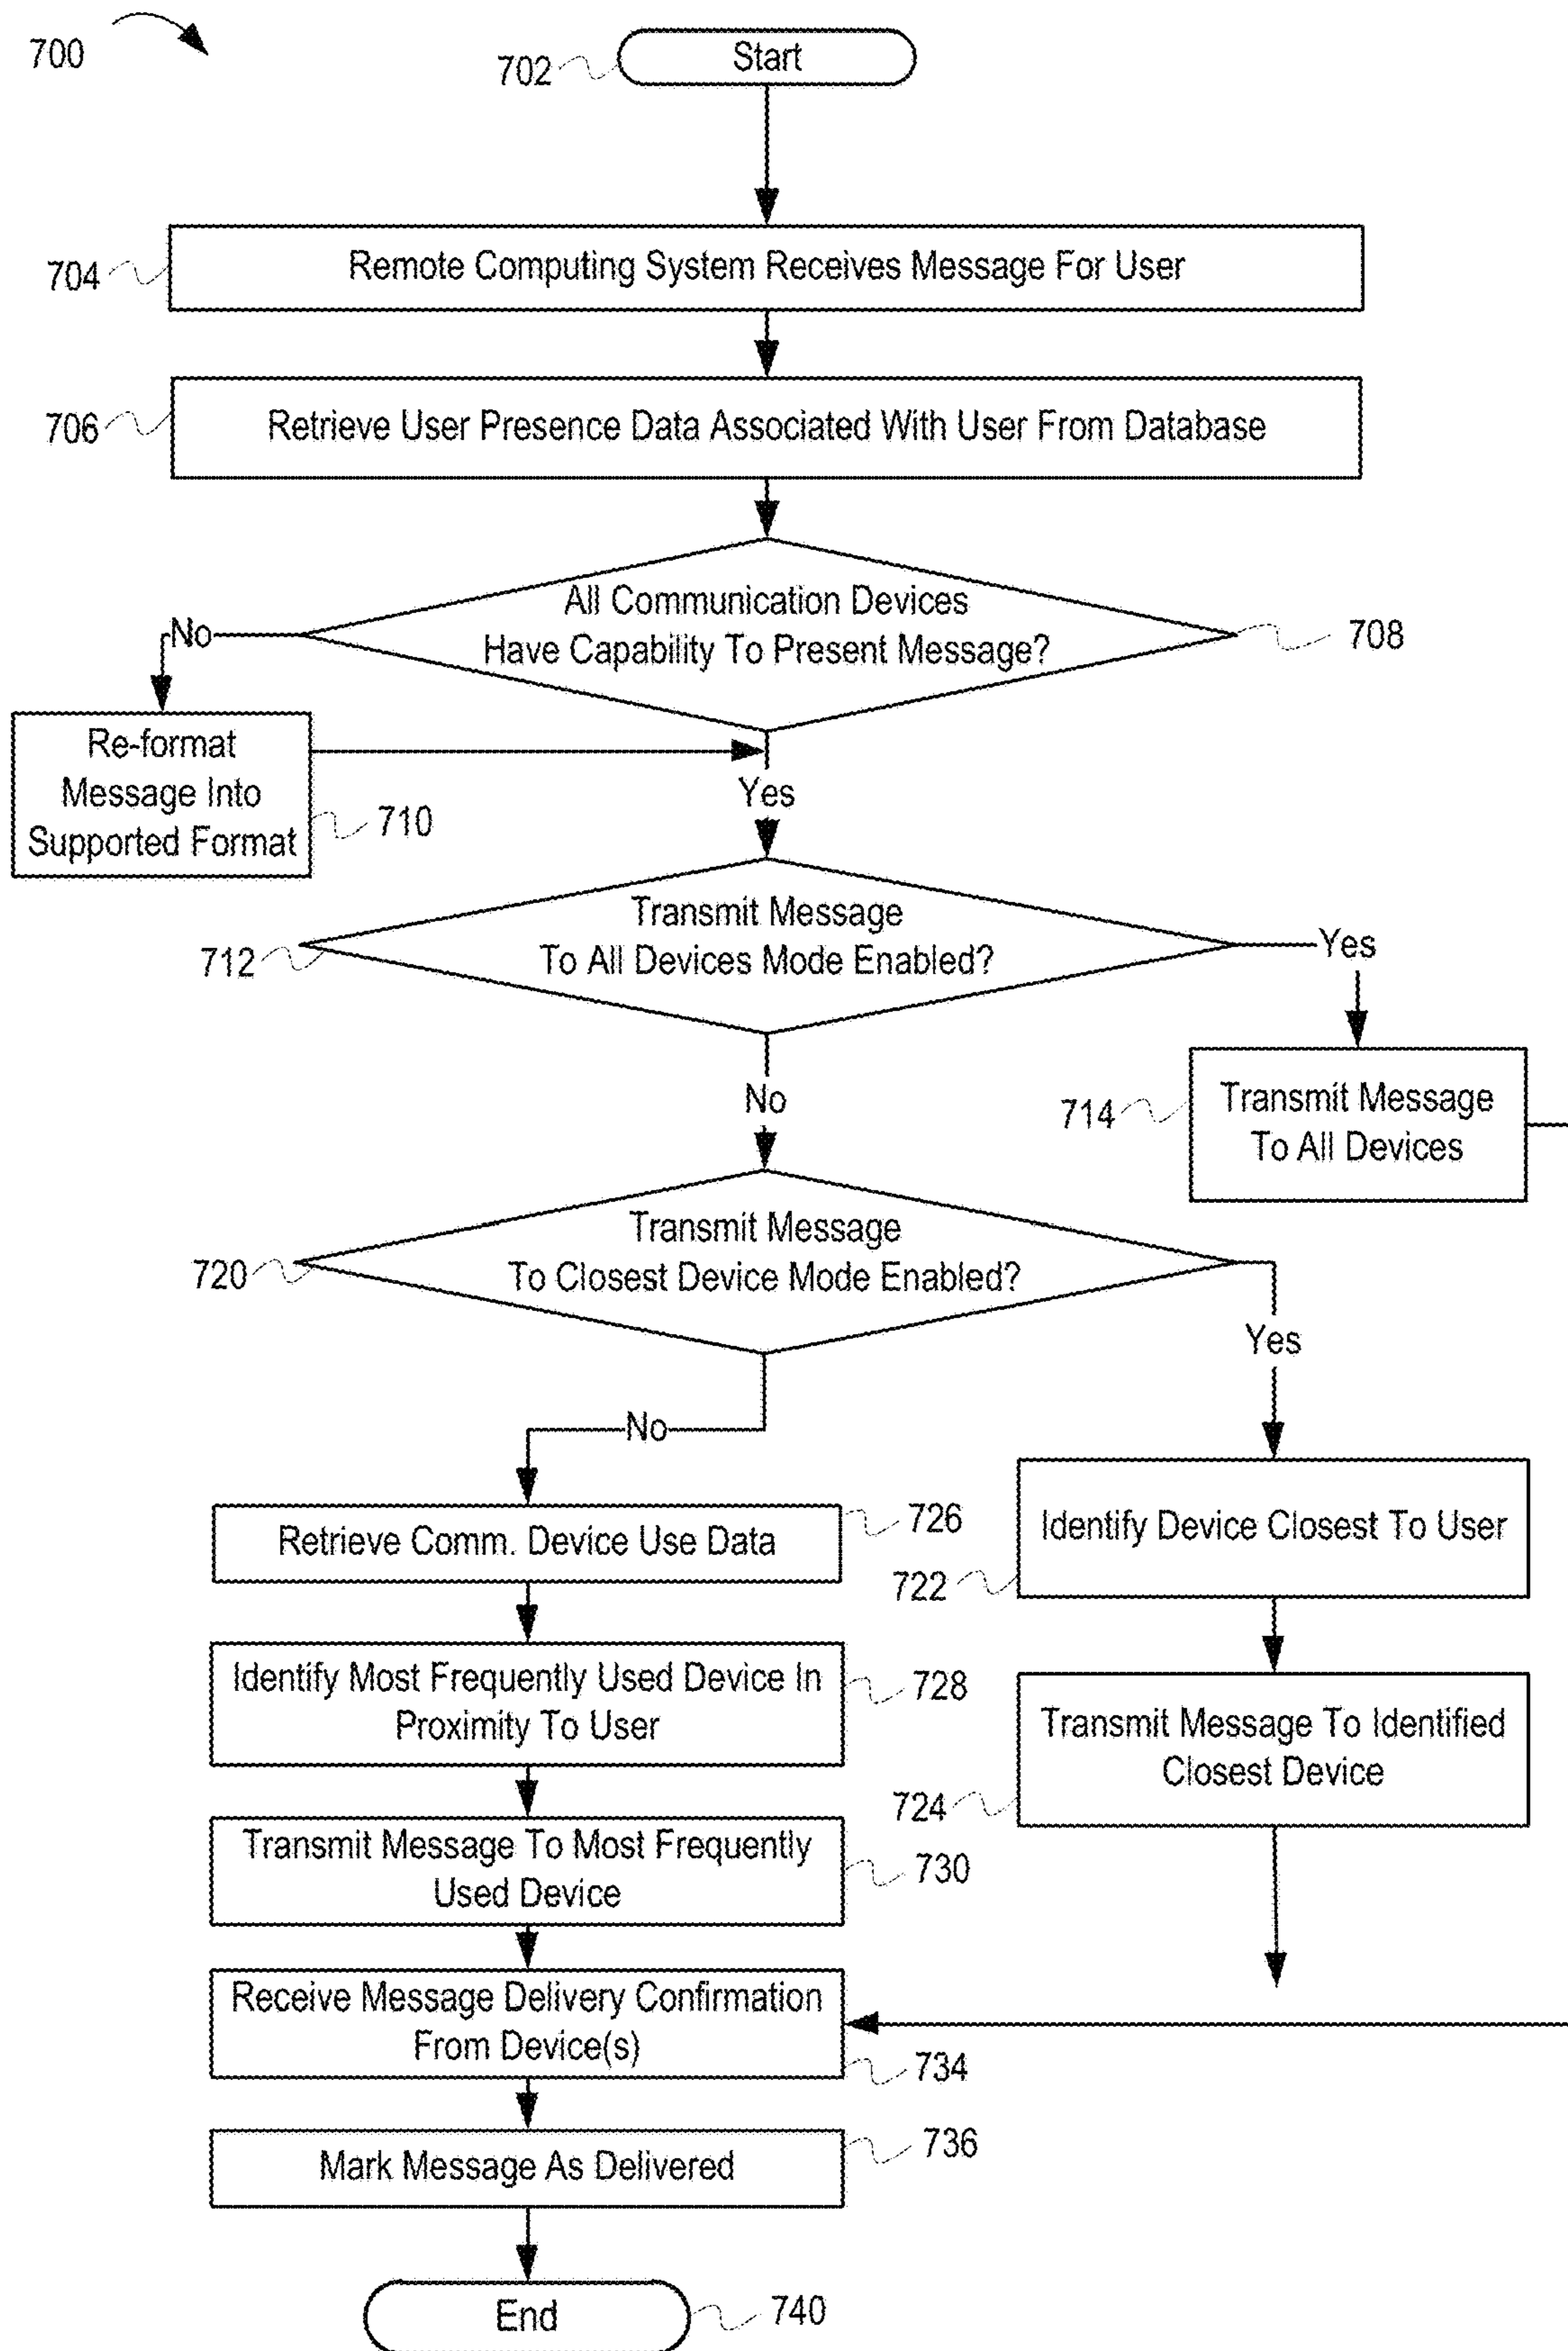 700
702
Start
704
Remote Computing System Receives Message For User
706
Retrieve User Presence Data Associated With User From Database
All Communication Devices
Have Capability To Present Message?
708
No
Re-format
Message Into
Supported Format
710
Yes
Transmit Message
To All Devices Mode Enabled?
712
Yes
No
714
Transmit Message
To All Devices
Transmit Message
To Closest Device Mode Enabled?
720
Yes
No
Retrieve Comm. Device Use Data
726
Identify Device Closest To User
722
Identify Most Frequently Used Device In
Proximity To User
728
Transmit Message To Identified
Closest Device
724
Transmit Message To Most Frequently
Used Device
730
Receive Message Delivery Confirmation
From Device(s)
734
Mark Message As Delivered
736
End
740